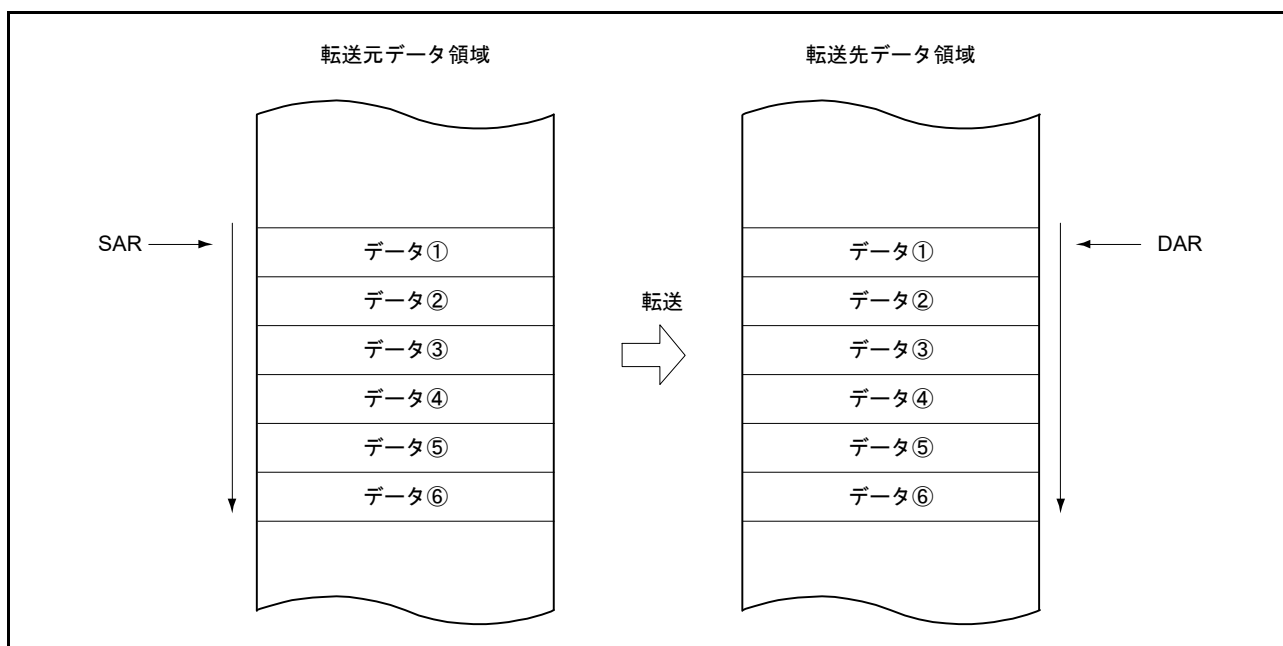 転送元データ領域
転送先データ領域
SAR
DAR
データ①
データ②
データ③
データ④
データ⑤
データ⑥
転送
データ①
データ②
データ③
データ④
データ⑤
データ⑥